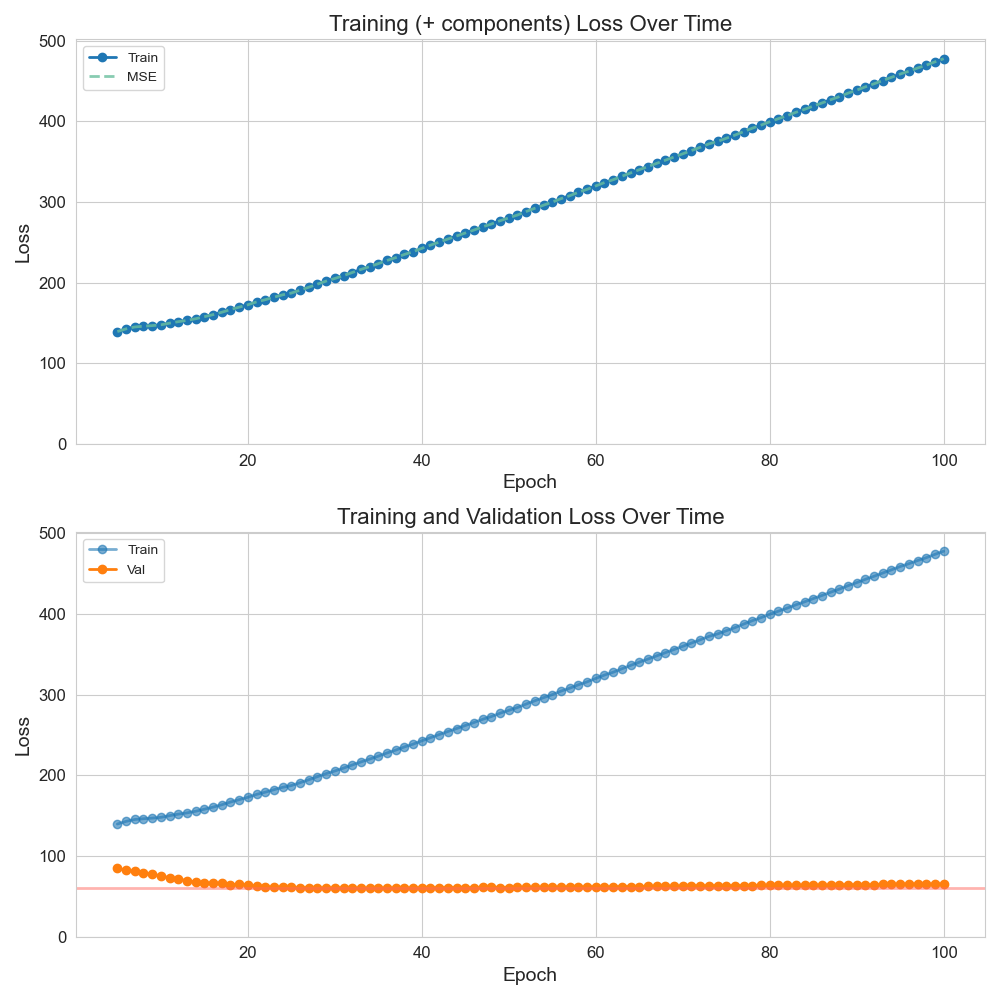 Training (+ components) Loss Over Time
500
400
300
200
100
0
Loss
Train
MSE
20 40 60 80 100
Epoch
Training and Validation Loss Over Time
500
400
300
200
100
0
Loss
Train
Val
20 40 60 80 100
Epoch